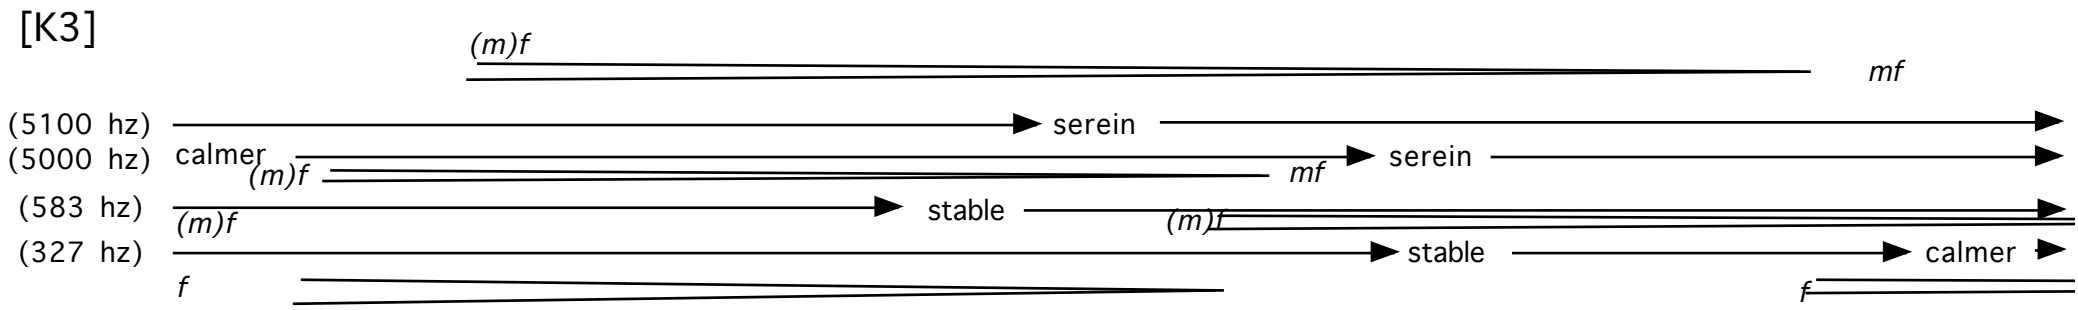 [K3]
(m)f
mf
(5100 hz) serein
(5000 hz) calmer serein
(m)f mf
(583 hz) stable
(m)f (m)f
(327 hz) stable calmer
f f